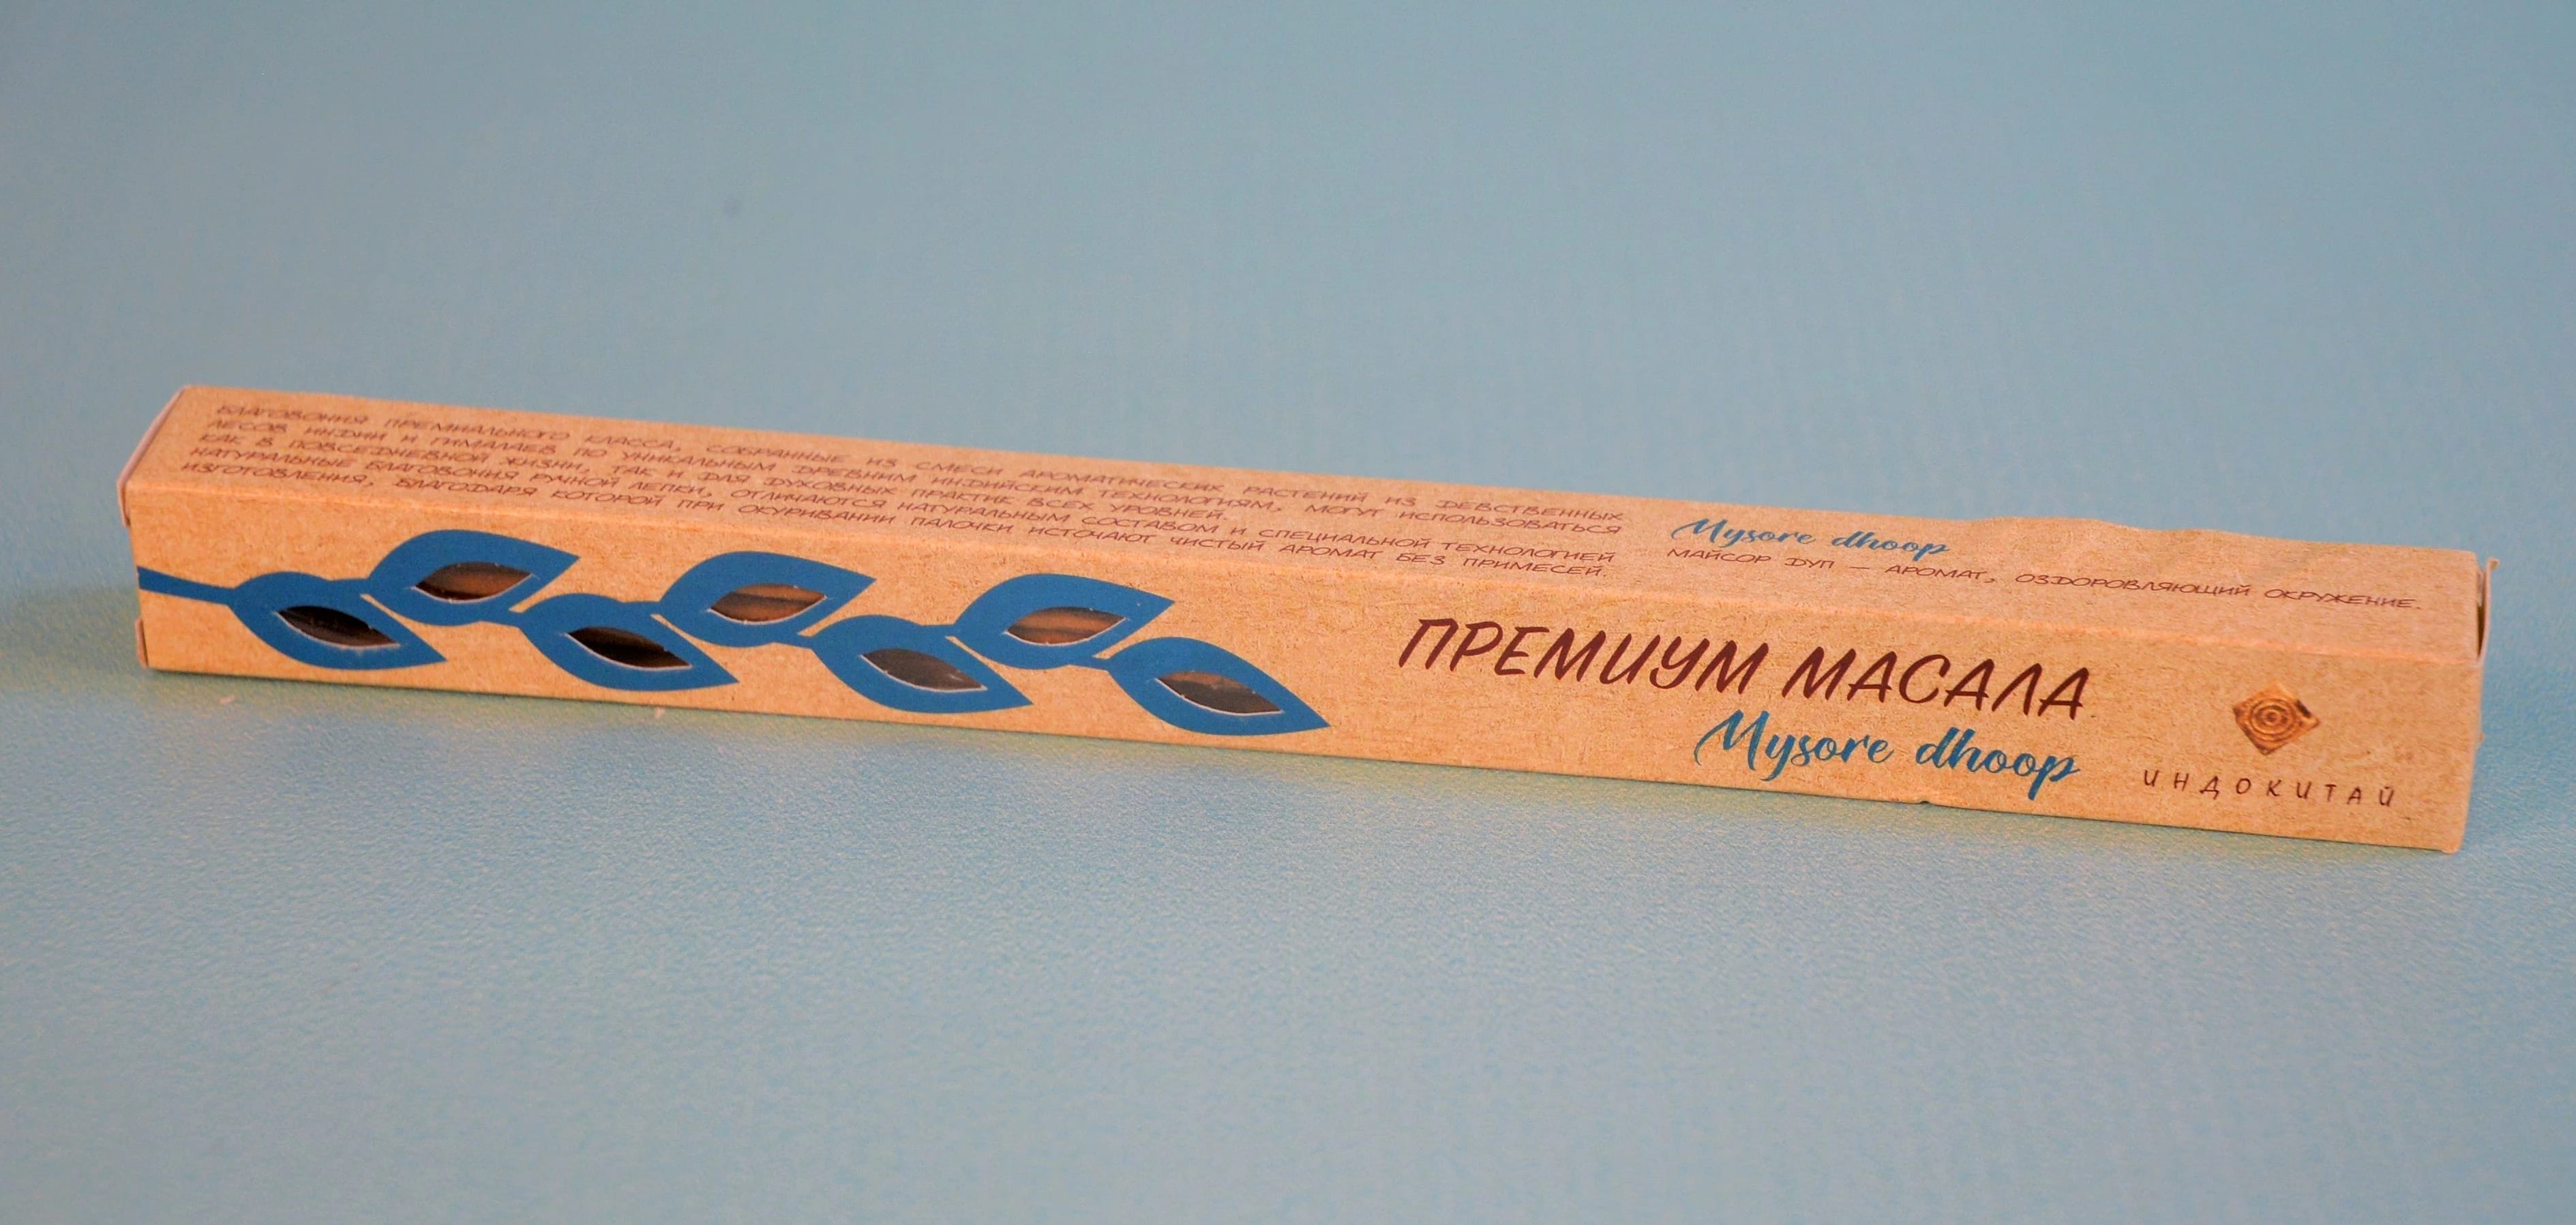 БЛАГОВОНИЯ ПРЕМИАЛЬНОГО КЛАССА, СОБРАННЫЕ ИЗ СМЕСИ АРОМАТИЧЕСКИХ РАСТЕНИЙ ИЗ ДЕВСТВЕННЫХ
ЛЕСОВ ИНДИИ И ГИМАЛАЕВ ПО УНИКАЛЬНЫМ ДРЕВНИМ ИНДИЙСКИМ ТЕХНОЛОГИЯМ, МОГУТ ИСПОЛЬЗОВАТЬСЯ
КАК В ПОВСЕДНЕВНОЙ ЖИЗНИ, ТАК И ДЛЯ ДУХОВНЫХ ПРАКТИК ВСЕХ УРОВНЕЙ.
НАТУРАЛЬНЫЕ БЛАГОВОНИЯ РУЧНОЙ ЛЕПКИ, ОТЛИЧАЮТСЯ НАТУРАЛЬНЫМ СОСТАВОМ И СПЕЦИАЛЬНОЙ ТЕХНОЛОГИЕЙ
ИЗГОТОВЛЕНИЯ, БЛАГОДАРЯ КОТОРОЙ ПРИ ОКУРИВАНИИ ПАЛОЧКИ ИСТОЧАЮТ ЧИСТЫЙ АРОМАТ БЕЗ ПРИМЕСЕЙ.
Mysore dhoop
МАЙСОР ДУП — АРОМАТ, ОЗДОРОВЛЯЮЩИЙ ОКРУЖЕНИЕ.
ПРЕМИУМ МАСАЛА
Mysore dhoop
ИНДОКИТАЙ